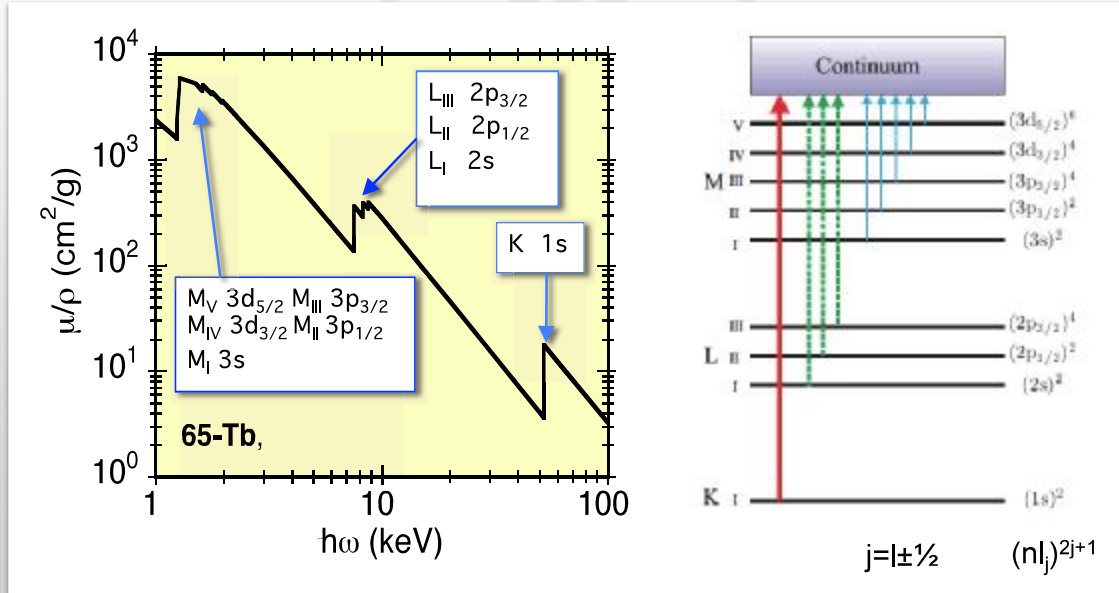 10⁴
10³
10²
10¹
10⁰
μ/ρ (cm²/g)
1
10
100
ħω (keV)
L_III 2p_3/2
L_II 2p_1/2
L_I 2s
K 1s
M_V 3d_5/2 M_III 3p_3/2
M_IV 3d_3/2 M_II 3p_1/2
M_I 3s
65-Tb,
Continuum
V (3d_5/2)⁶
IV (3d_3/2)⁴
M III (3p_3/2)⁴
II (3p_1/2)²
I (3s)²
III (2p_3/2)⁴
L II (2p_1/2)²
I (2s)²
K I (1s)²
j=l±½ (nl_j)^2j+1